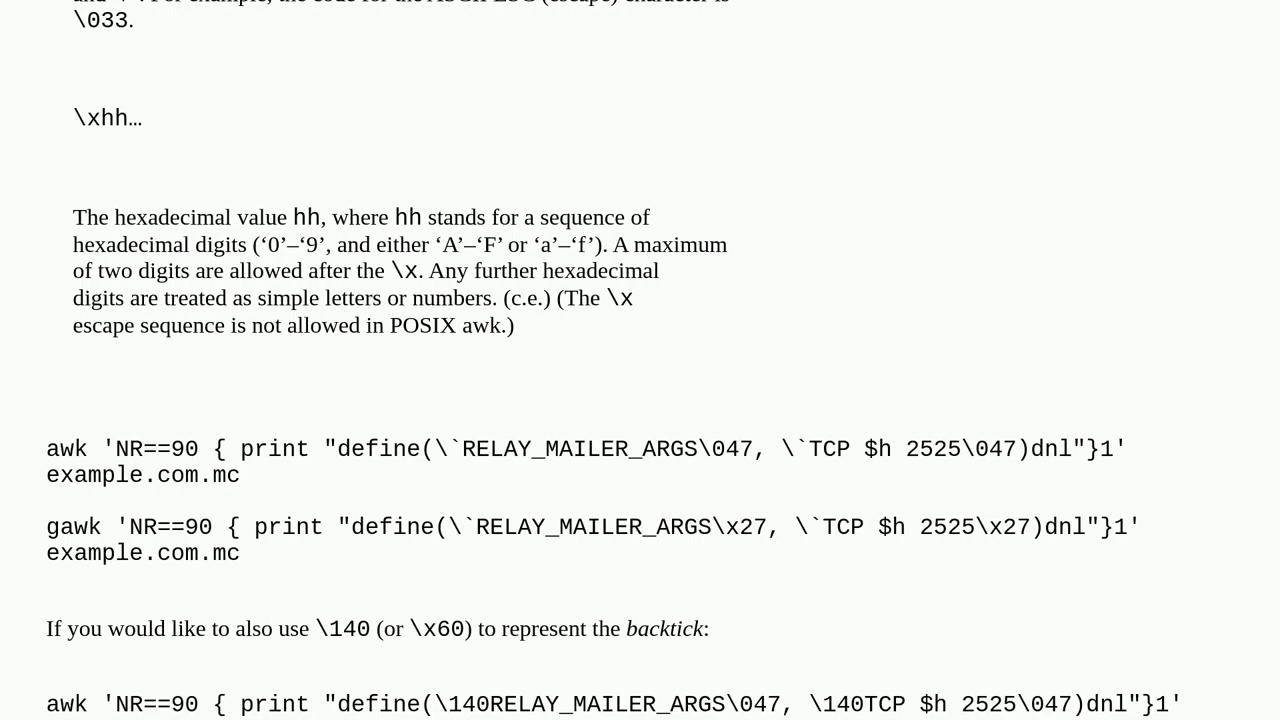 \033.
\xhh…
The hexadecimal value hh, where hh stands for a sequence of
hexadecimal digits (‘0’–‘9’, and either ‘A’–‘F’ or ‘a’–‘f’). A maximum
of two digits are allowed after the \x. Any further hexadecimal
digits are treated as simple letters or numbers. (c.e.) (The \x
escape sequence is not allowed in POSIX awk.)
awk 'NR==90 { print "define(\`RELAY_MAILER_ARGS\047, \`TCP $h 2525\047)dnl"}1'
example.com.mc
gawk 'NR==90 { print "define(\`RELAY_MAILER_ARGS\x27, \`TCP $h 2525\x27)dnl"}1'
example.com.mc
If you would like to also use \140 (or \x60) to represent the backtick:
awk 'NR==90 { print "define(\140RELAY_MAILER_ARGS\047, \140TCP $h 2525\047)dnl"}1'